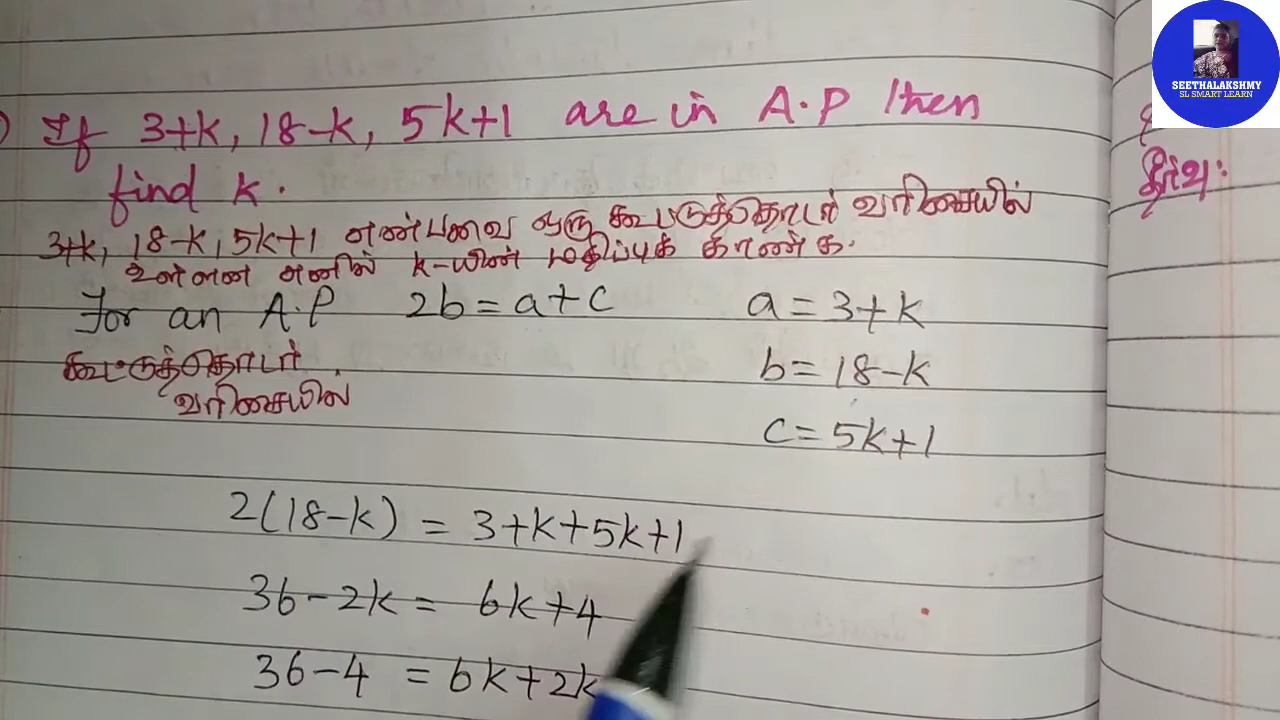 ) If 3+k, 18-k, 5k+1 are in A.P then
find k.
3+k, 18-k, 5k+1 என்பவை ஒரு கூட்டுத்தொடர் வரிசையில்
உள்ளன எனில் k-யின் மதிப்புக் காண்க.
For an A.P 2b = a+c
கூட்டுத்தொடர்
வரிசையில்
a = 3+k
b = 18-k
c = 5k+1
2(18-k) = 3+k+5k+1
36-2k = 6k+4
36-4 = 6k+2k
தீர்வு:
SEETHALAKSHMY
SL SMART LEARN